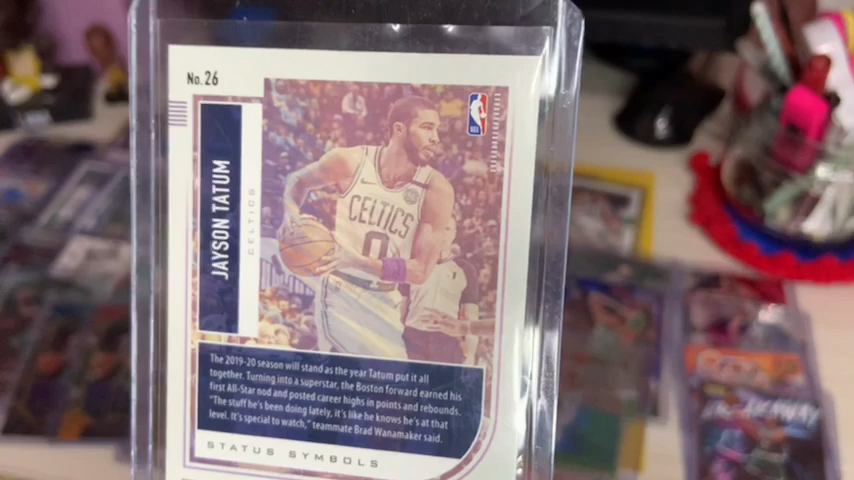 No. 26
JAYSON TATUM
CELTICS
CELTICS
0
The 2019-20 season will stand as the year Tatum put it all
together. Turning into a superstar, the Boston forward earned his
first All-Star nod and posted career highs in points and rebounds.
"The stuff he's been doing lately, it's like he knows he's at that
level. It's special to watch," teammate Brad Wanamaker said.
STATUS SYMBOLS